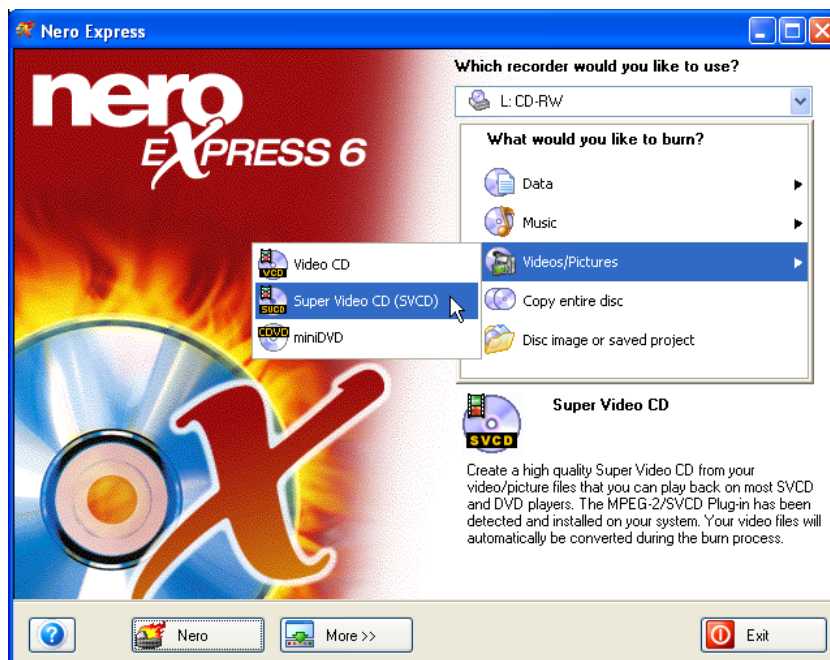 Nero Express
nero
EXPRESS 6
Which recorder would you like to use?
L: CD-RW
What would you like to burn?
Data
Music
Videos/Pictures
Copy entire disc
Disc image or saved project
VCD Video CD
SVCD Super Video CD (SVCD)
CDVD miniDVD
SVCD
Super Video CD
Create a high quality Super Video CD from your
video/picture files that you can play back on most SVCD
and DVD players. The MPEG-2/SVCD Plug-in has been
detected and installed on your system. Your video files will
automatically be converted during the burn process.
?
Nero
More >>
Exit